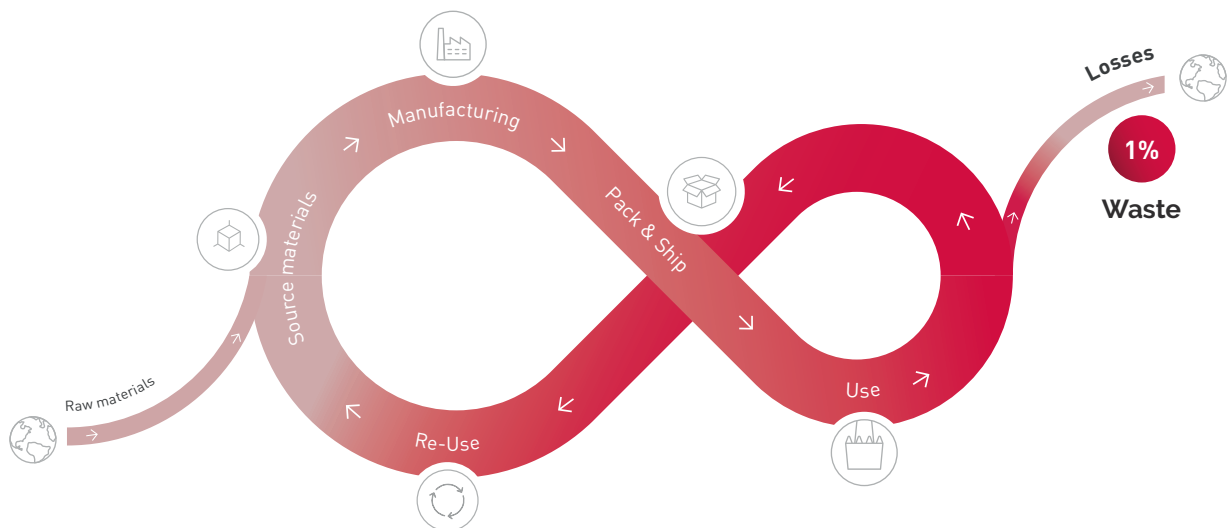 Raw materials
Source materials
Manufacturing
Pack & Ship
Use
Re-Use
Losses
1%
Waste